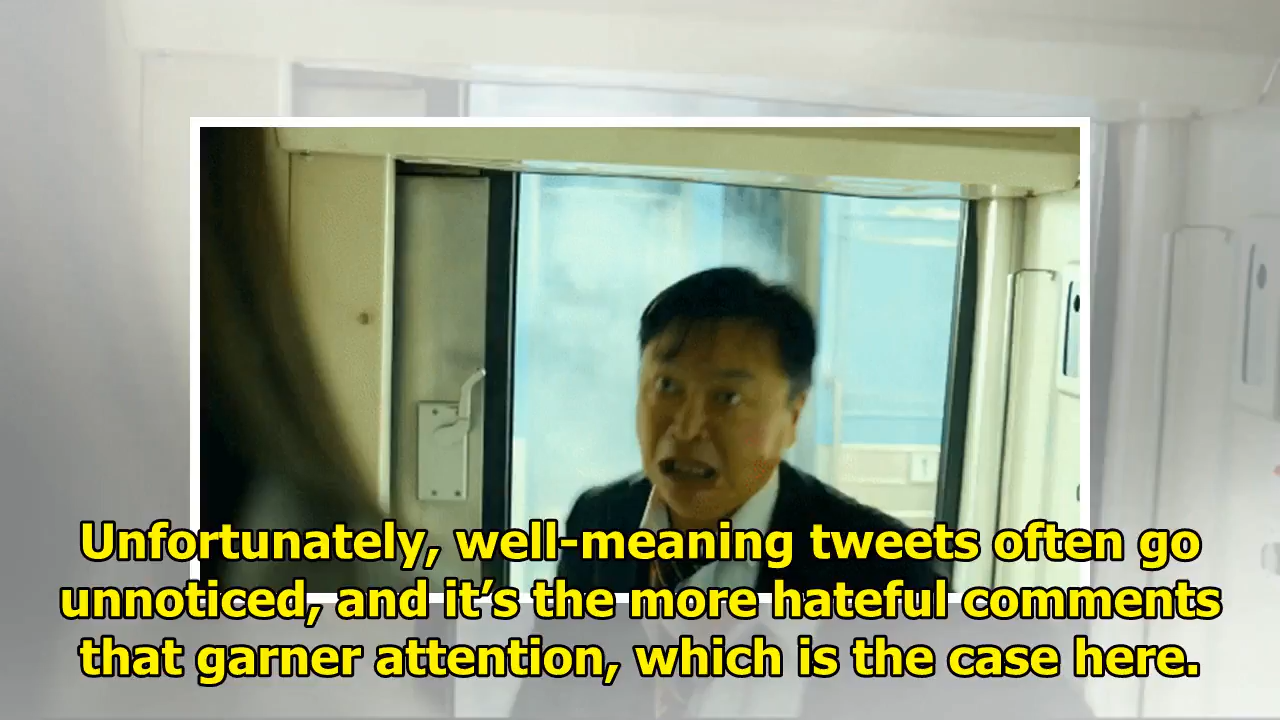 Unfortunately, well-meaning tweets often go
unnoticed, and it’s the more hateful comments
that garner attention, which is the case here.